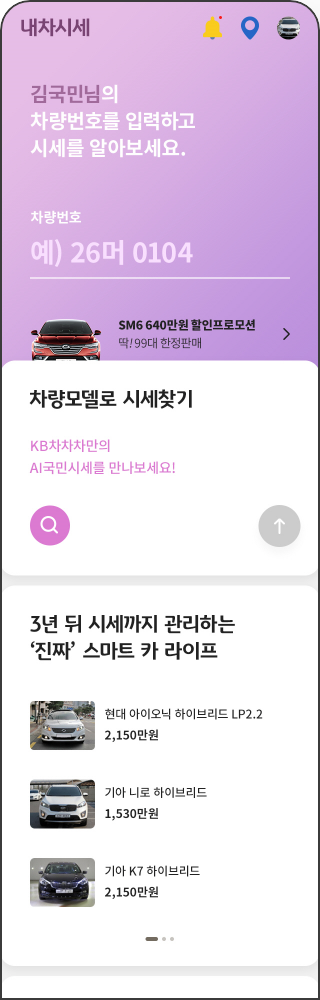 내차시세
김국민님의
차량번호를 입력하고
시세를 알아보세요.
차량번호
예) 26머 0104
SM6 640만원 할인프로모션
딱! 99대 한정판매
차량모델로 시세찾기
KB차차차만의
AI국민시세를 만나보세요!
3년 뒤 시세까지 관리하는
‘진짜’ 스마트 카 라이프
현대 아이오닉 하이브리드 LP2.2
2,150만원
기아 니로 하이브리드
1,530만원
기아 K7 하이브리드
2,150만원